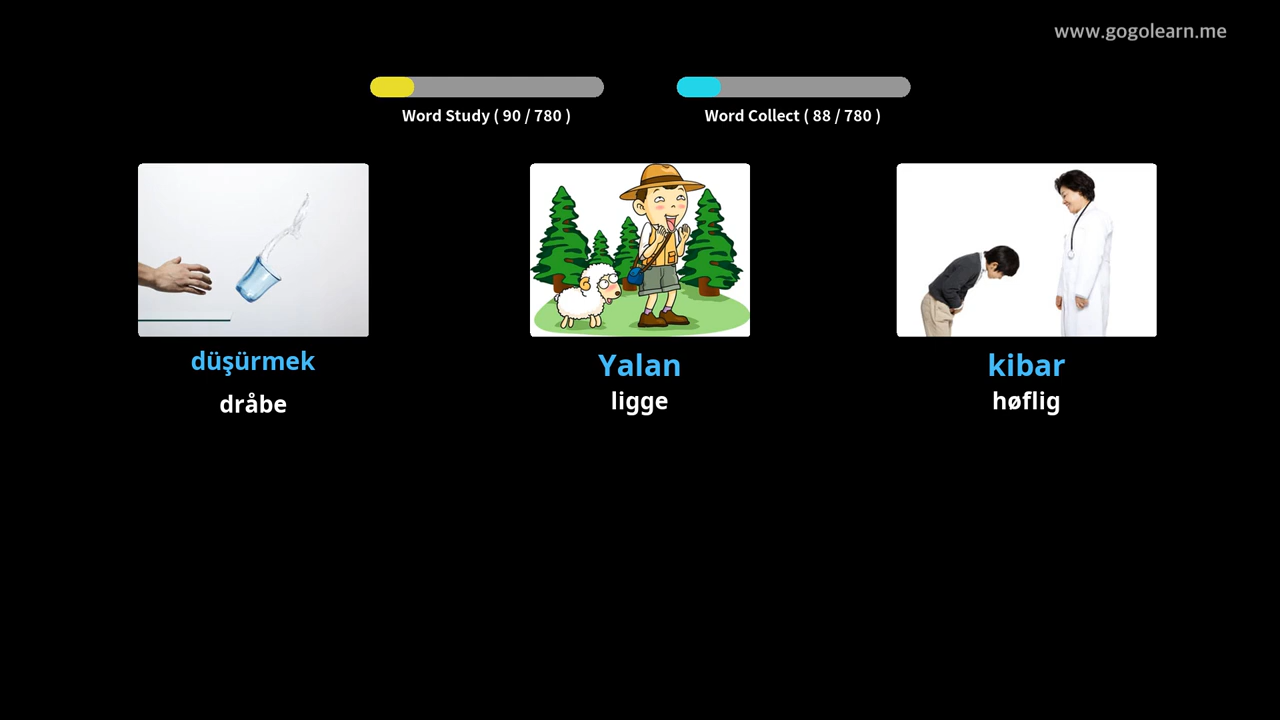 www.gogolearn.me
Word Study ( 90 / 780 )
Word Collect ( 88 / 780 )
düşürmek
dråbe
Yalan
ligge
kibar
høflig